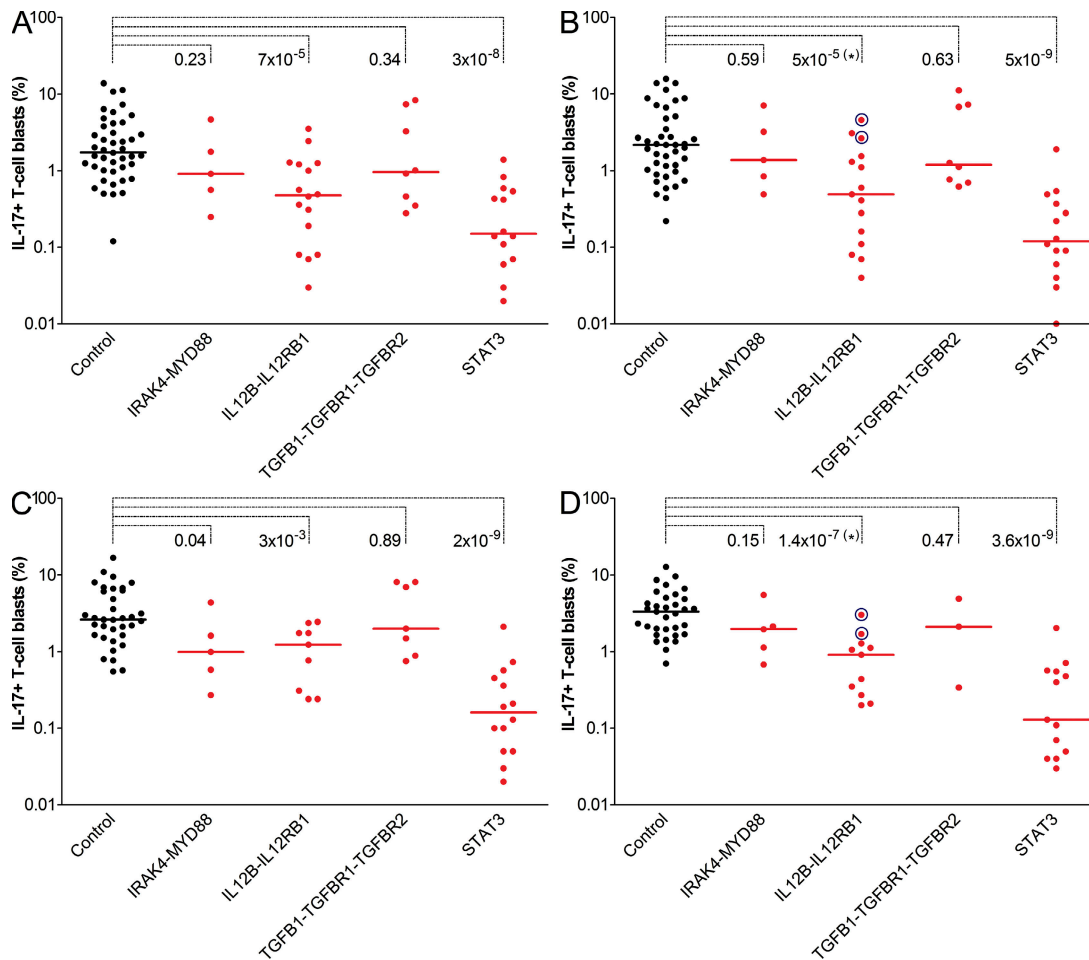 A
IL-17+ T-cell blasts (%)
100
10
1
0.1
0.01
0.23
7x10⁻⁵
0.34
3x10⁻⁸
Control
IRAK4-MYD88
IL12B-IL12RB1
TGFB1-TGFBR1-TGFBR2
STAT3
B
IL-17+ T-cell blasts (%)
100
10
1
0.1
0.01
0.59
5x10⁻⁵ (*)
0.63
5x10⁻⁹
Control
IRAK4-MYD88
IL12B-IL12RB1
TGFB1-TGFBR1-TGFBR2
STAT3
C
IL-17+ T-cell blasts (%)
100
10
1
0.1
0.01
0.04
3x10⁻³
0.89
2x10⁻⁹
Control
IRAK4-MYD88
IL12B-IL12RB1
TGFB1-TGFBR1-TGFBR2
STAT3
D
IL-17+ T-cell blasts (%)
100
10
1
0.1
0.01
0.15
1.4x10⁻⁷ (*)
0.47
3.6x10⁻⁹
Control
IRAK4-MYD88
IL12B-IL12RB1
TGFB1-TGFBR1-TGFBR2
STAT3